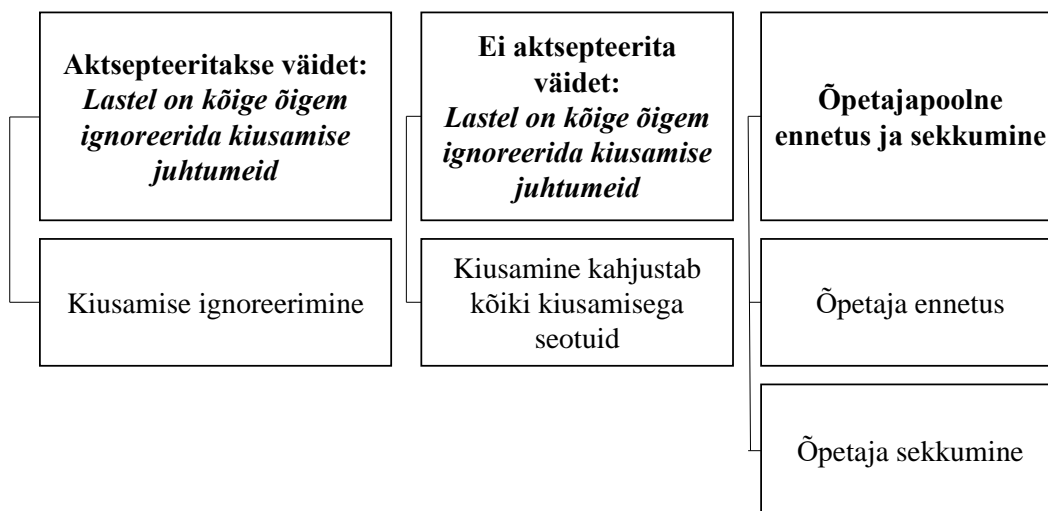 Aktsepteeritakse väidet:
Lastel on kõige õigem
ignoreerida kiusamise
juhtumeid
Kiusamise ignoreerimine
Ei aktsepteerita
väidet:
Lastel on kõige õigem
ignoreerida kiusamise
juhtumeid
Kiusamine kahjustab
kõiki kiusamisega
seotuid
Õpetajapoolne
ennetus ja sekkumine
Õpetaja ennetus
Õpetaja sekkumine